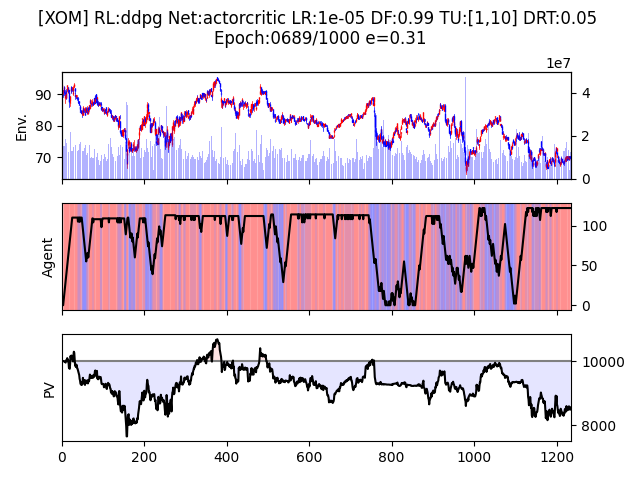 [XOM] RL:ddpg Net:actorcritic LR:1e-05 DF:0.99 TU:[1,10] DRT:0.05
Epoch:0689/1000 e=0.31
1e7
Env.
90
80
70
4
2
0
Agent
100
50
0
PV
10000
8000
0 200 400 600 800 1000 1200